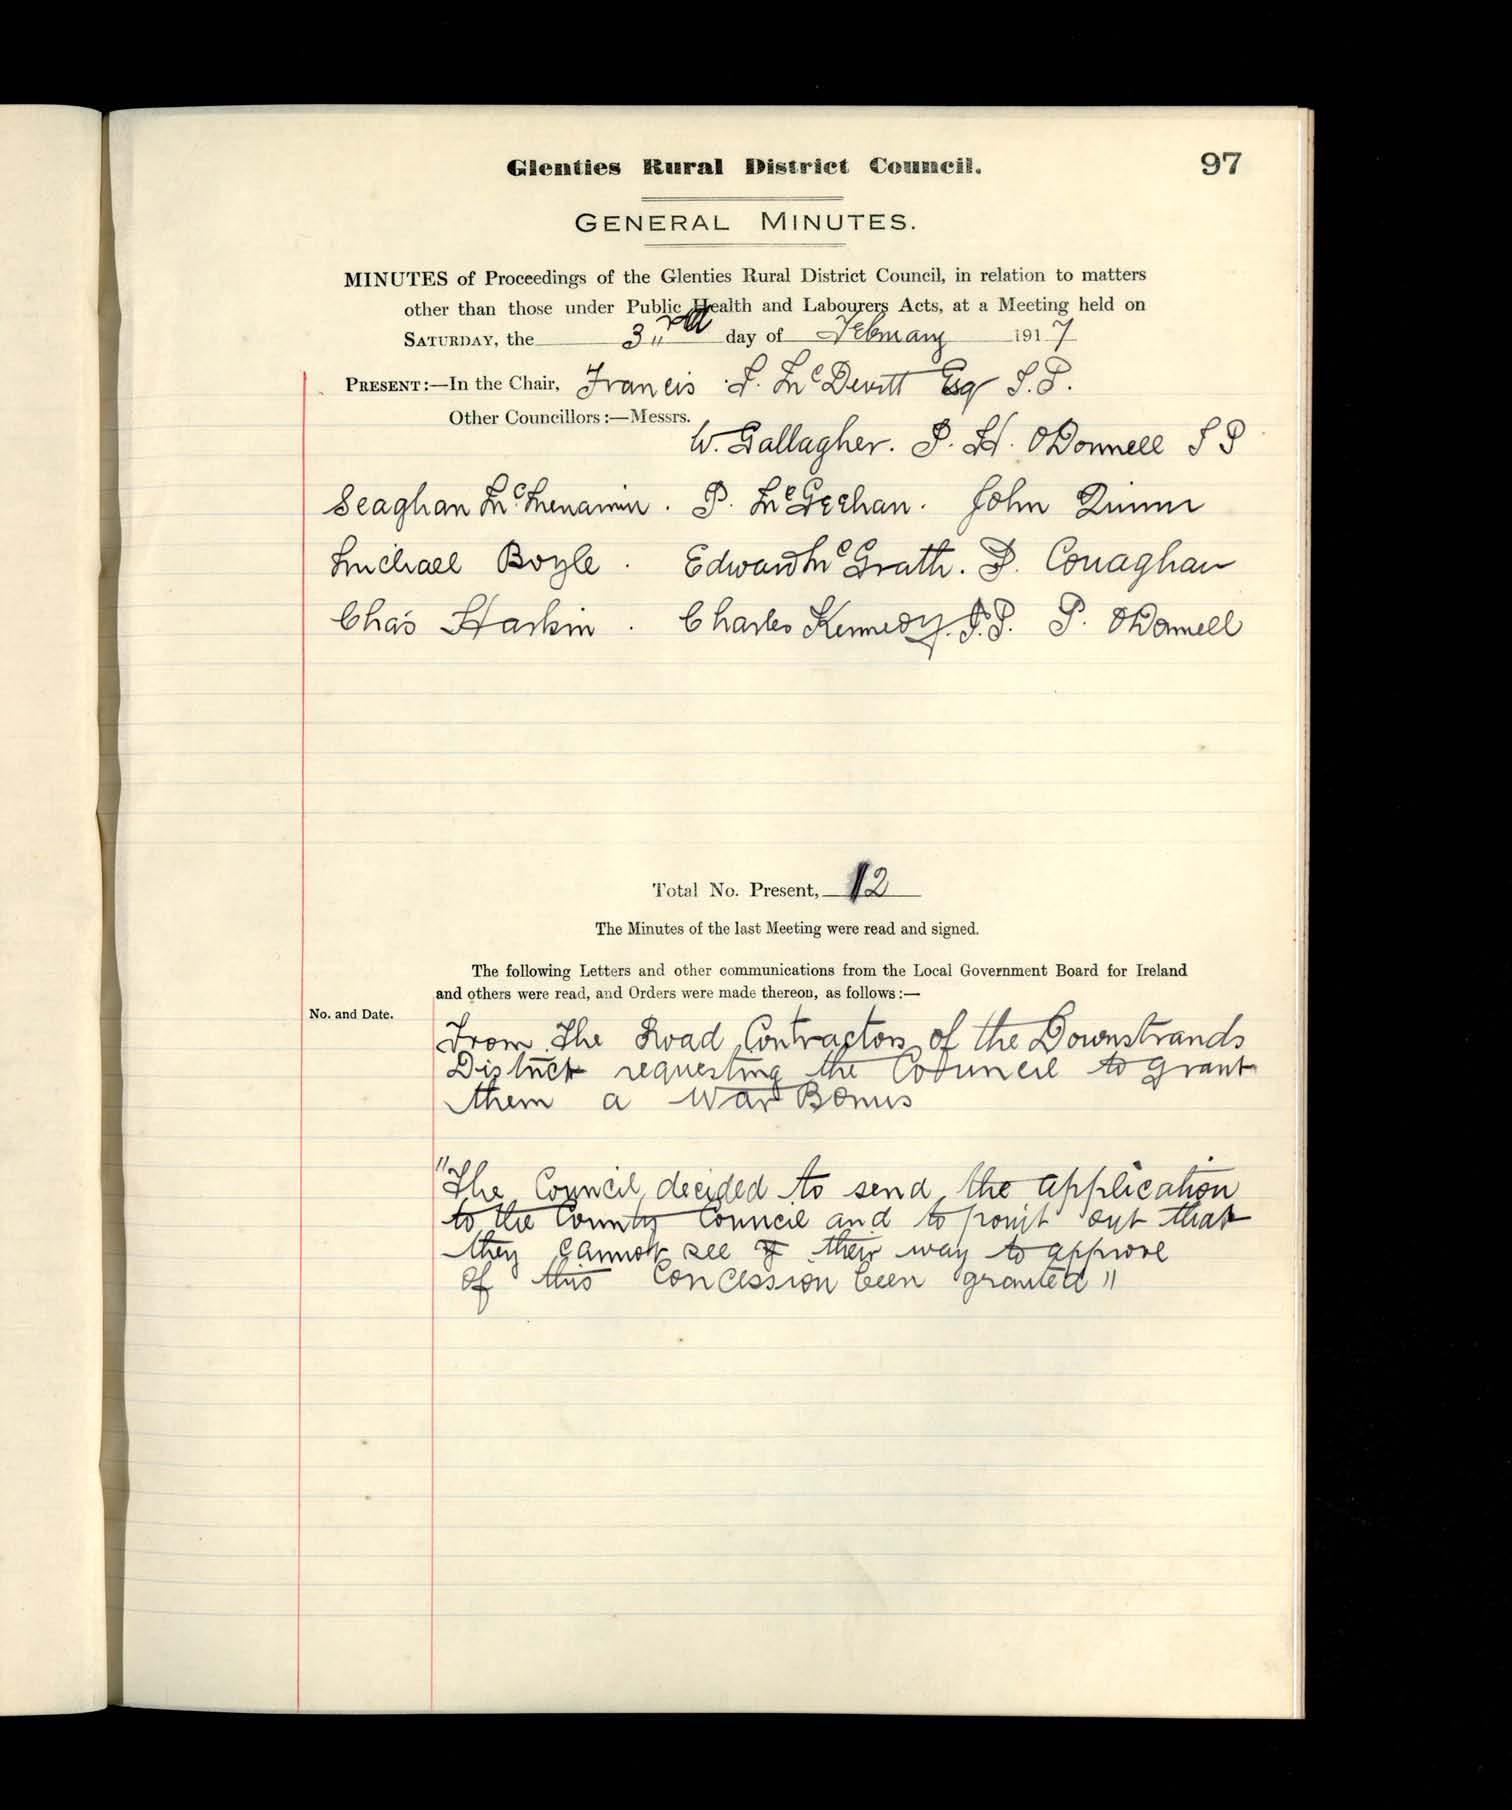 Glenties Rural District Council. 97
GENERAL MINUTES.
MINUTES of Proceedings of the Glenties Rural District Council, in relation to matters
other than those under Public Health and Labourers Acts, at a Meeting held on
SATURDAY, the 3rd day of February 1917
PRESENT:—In the Chair, Francis McDevitt Esq J.P.
Other Councillors:—Messrs.
W. Gallagher. P. H. O'Donnell J P
Seaghan McMenamin. P. McGeehan. John Quinn
Michael Boyle. Edward McGrath. D. Conaghan
Chas Harkin. Charles Kennedy. J.P. P. O'Donnell
Total No. Present, 12
The Minutes of the last Meeting were read and signed.
The following Letters and other communications from the Local Government Board for Ireland
and others were read, and Orders were made thereon, as follows:—
No. and Date.
From The Road Contractors of the Downstrands
District requesting the Council to grant
them a War Bonus
"The Council decided to send the application
to the County Council and to point out that
they cannot see their way to approve
of this Concession been granted"